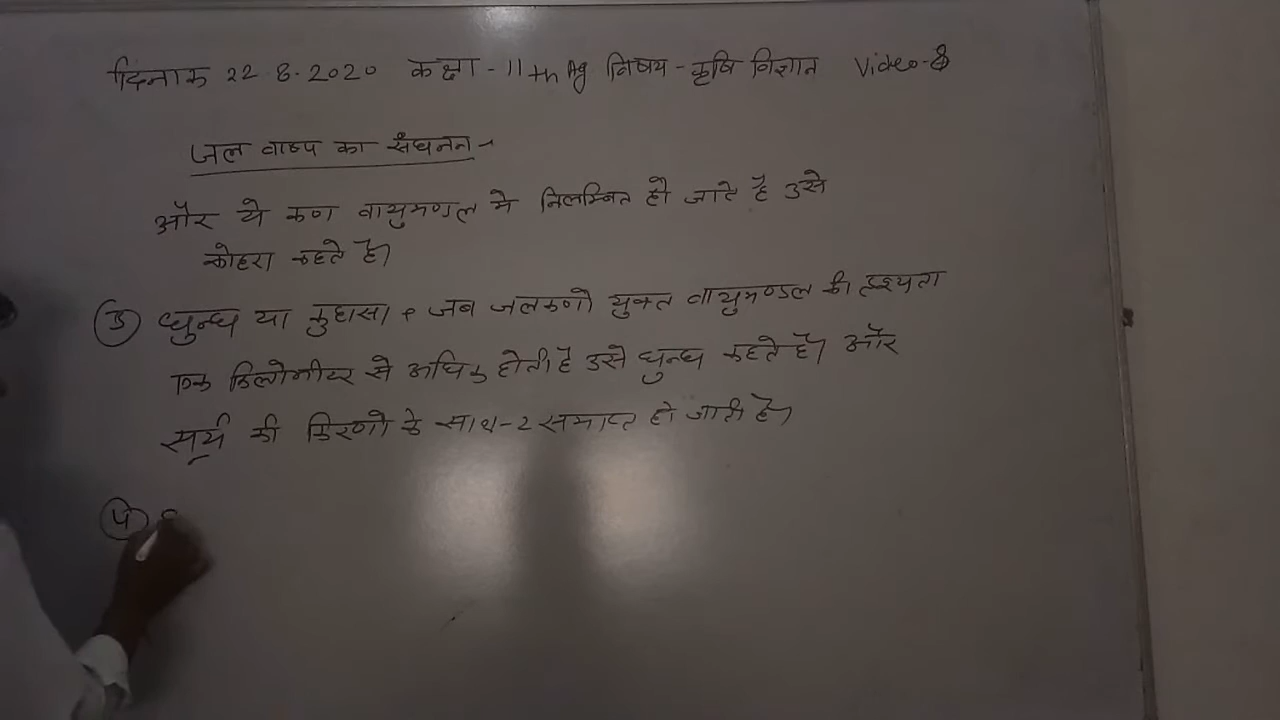 दिनाक 22.8.2020 कक्षा-11th Ag विषय-कृषि विज्ञान Video-8
जल वाष्प का संघनन-
और ये कण वायुमण्डल मे निलम्बित हो जाते है उसे
कोहरा कहते है।
③ धुन्ध या कुहासा जब जलकणो युक्त वायुमण्डल की दृश्यता
एक किलोमीटर से अधिक होती है उसे धुन्ध कहते है। और
सूर्य की किरणो के साथ-2 समाप्त हो जाती है।
④